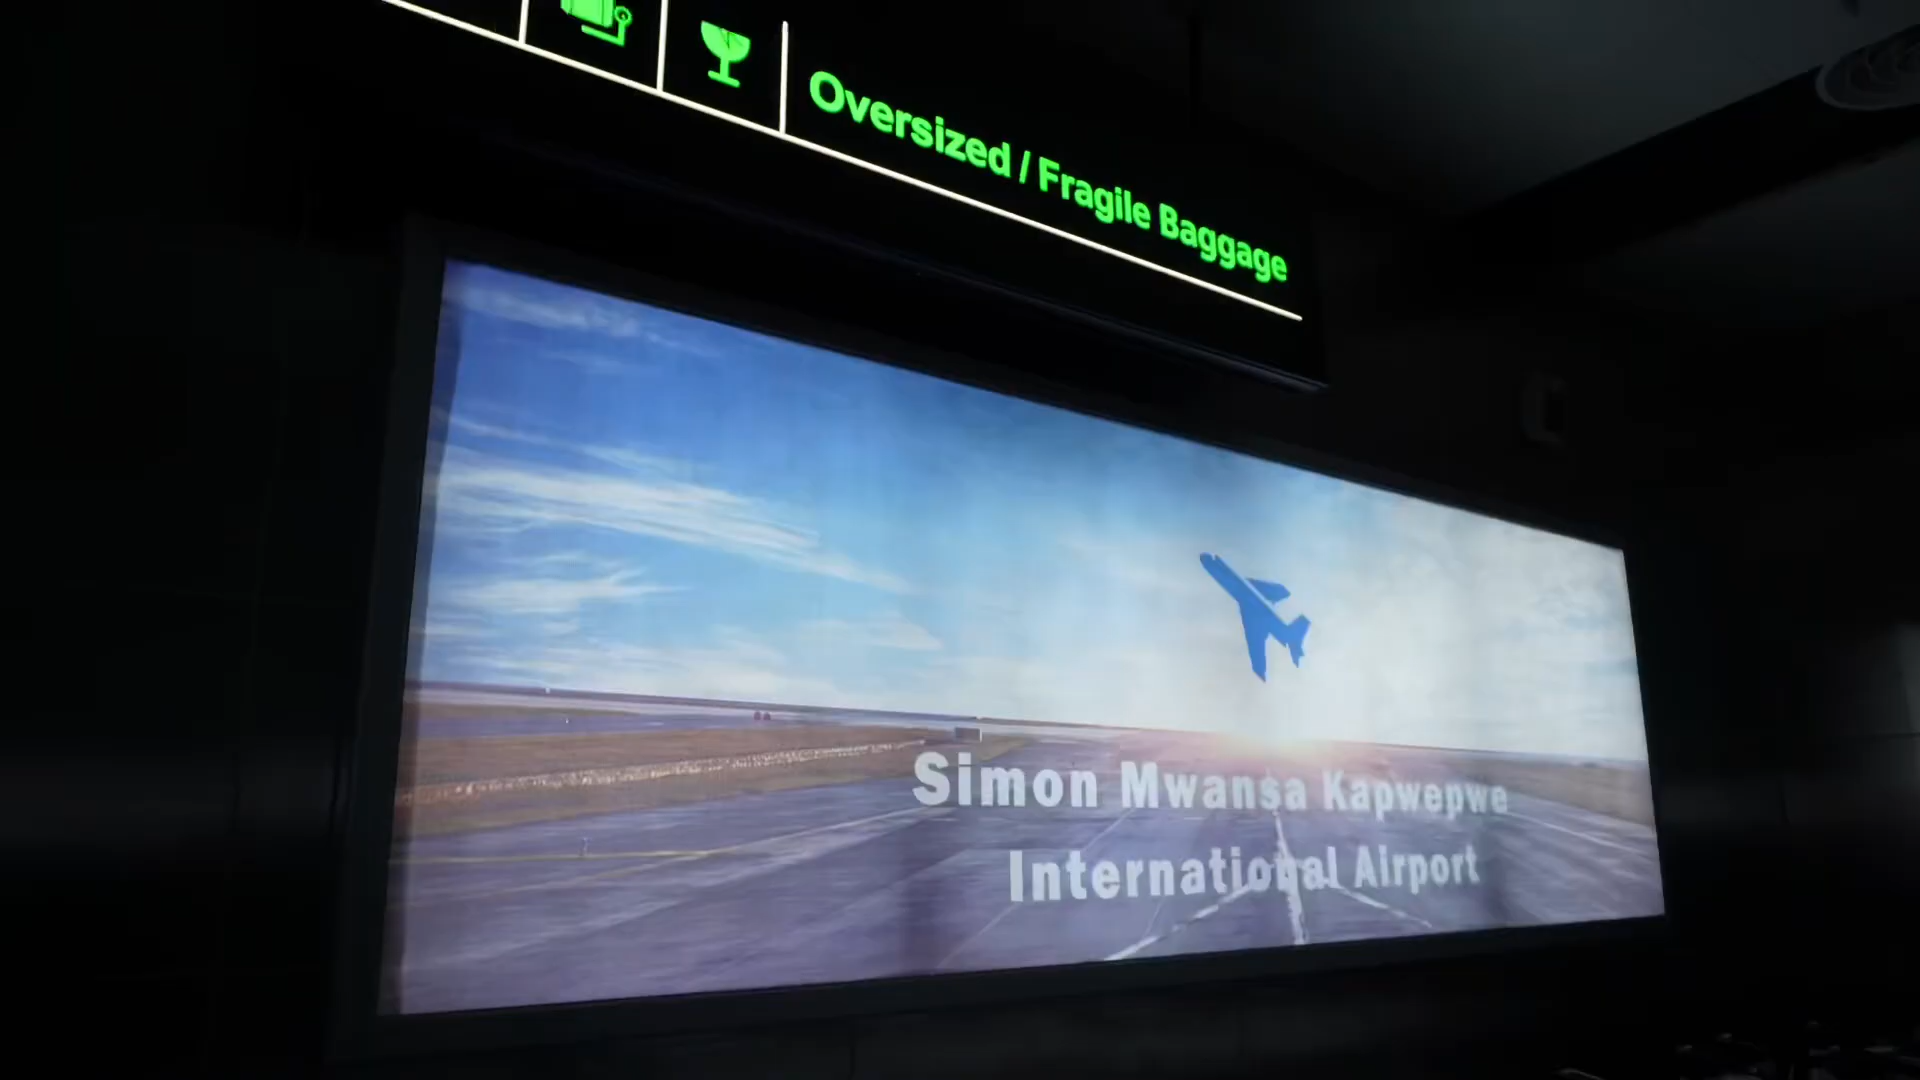 Oversized / Fragile Baggage
Simon Mwansa Kapwepwe
International Airport